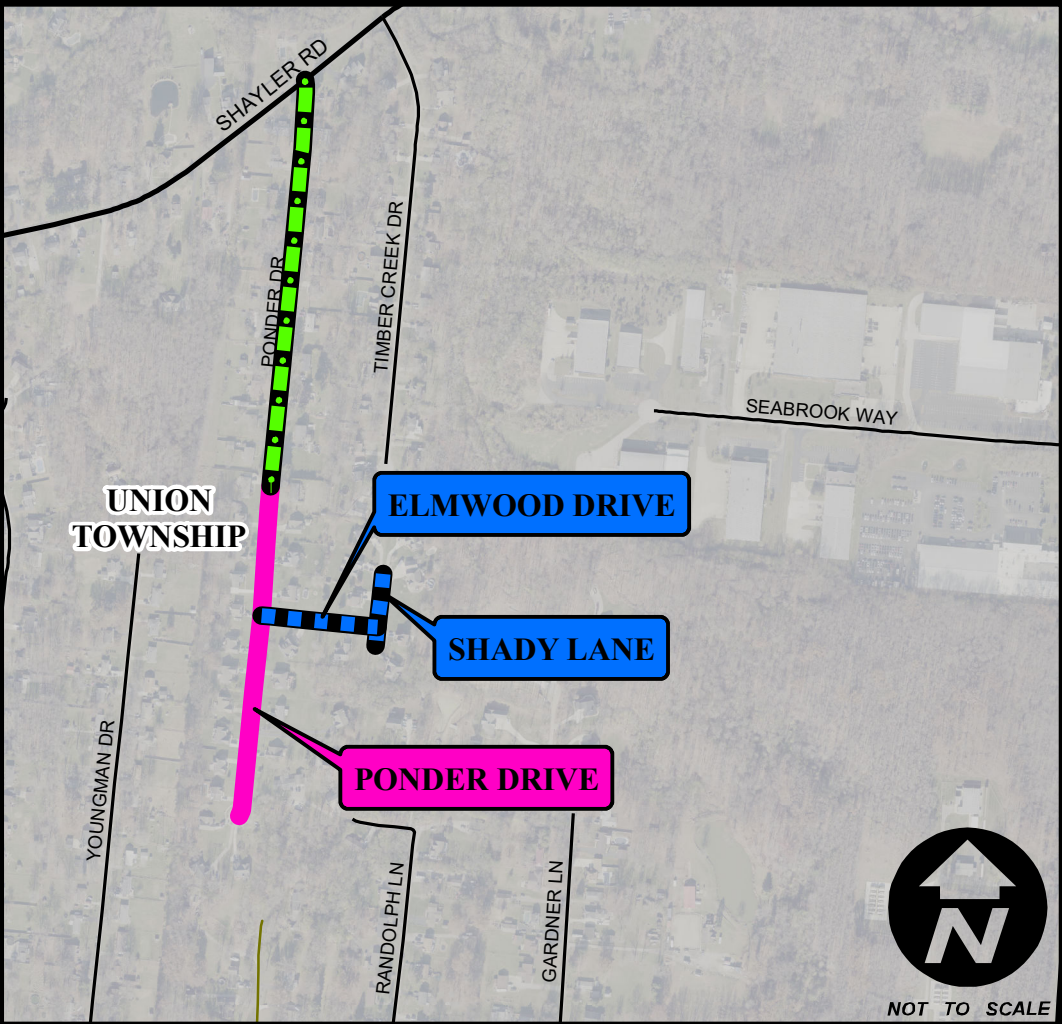 SHAYLER RD
PONDER DR
TIMBER CREEK DR
SEABROOK WAY
ELMWOOD DRIVE
UNION
TOWNSHIP
SHADY LANE
PONDER DRIVE
YOUNGMAN DR
RANDOLPH LN
GARDNER LN
N
NOT TO SCALE